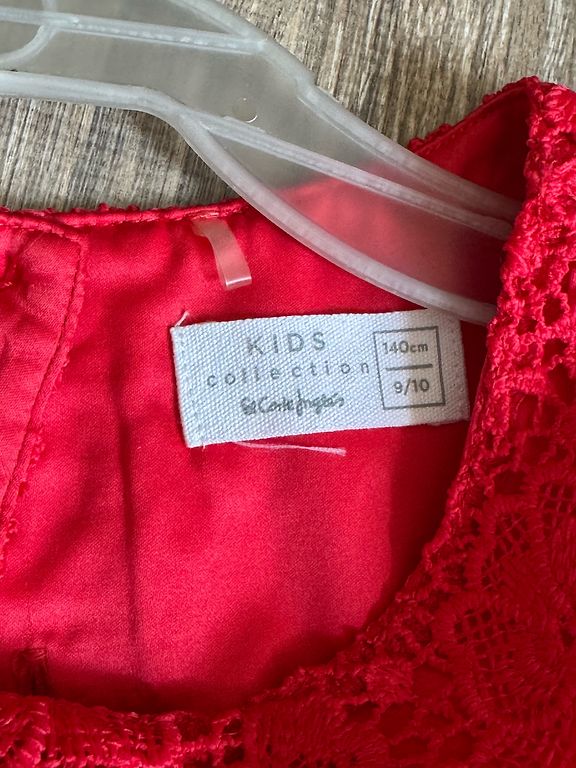 KIDS
collection
El Corte Inglés
140cm
9/10